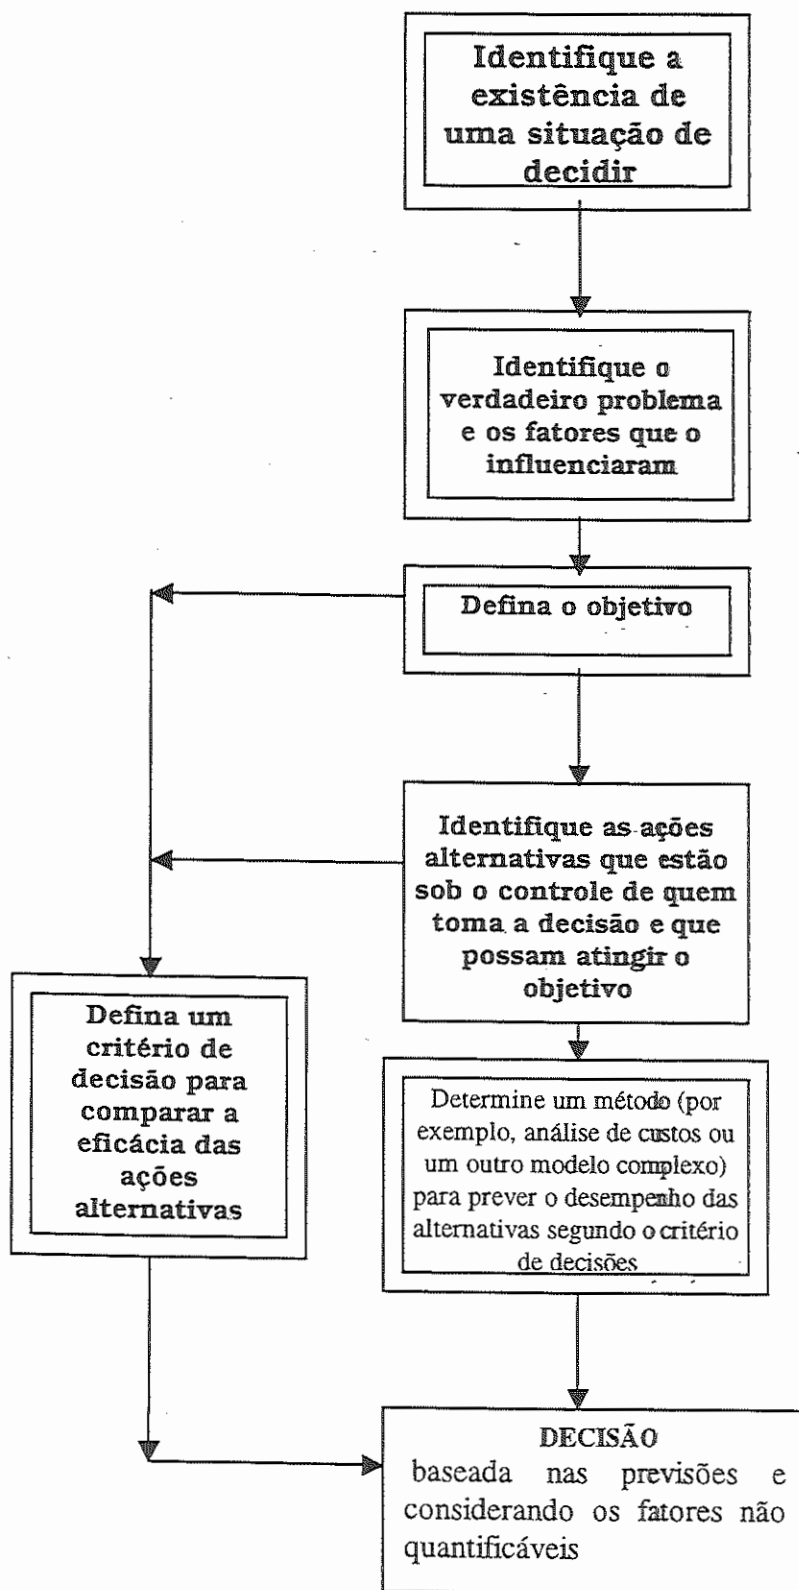 Identifique a
existência de
uma situação de
decidir
Identifique o
verdadeiro problema
e os fatores que o
influenciaram
Defina o objetivo
Identifique as ações
alternativas que estão
sob o controle de quem
toma a decisão e que
possam atingir o
objetivo
Defina um
critério de
decisão para
comparar a
eficácia das
ações
alternativas
Determine um método (por
exemplo, análise de custos ou
um outro modelo complexo)
para prever o desempenho das
alternativas segundo o critério
de decisões
DECISÃO
baseada nas previsões e
considerando os fatores não
quantificáveis